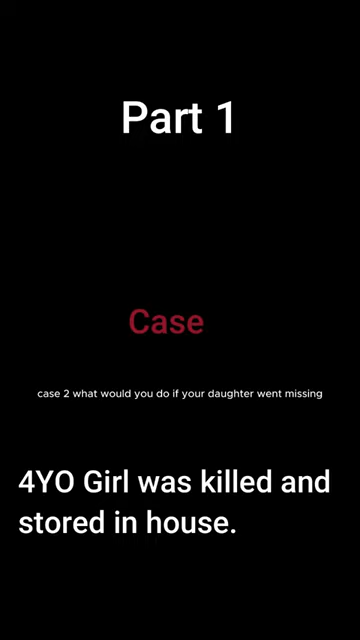 Part 1
Case
case 2 what would you do if your daughter went missing
4YO Girl was killed and
stored in house.